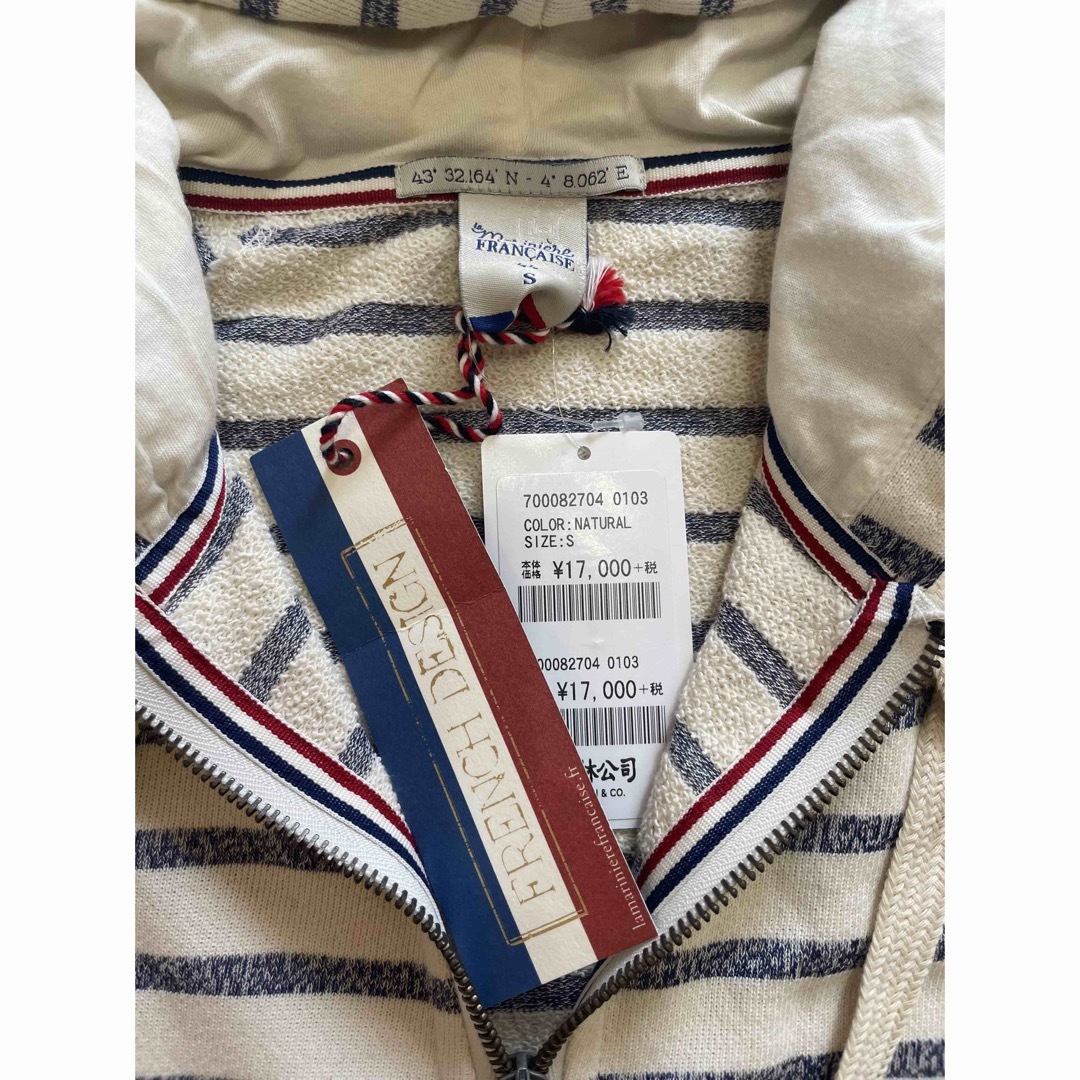 43° 32.164' N - 4° 8.062' E
La Marinière
FRANÇAISE
S
700082704 0103
COLOR:NATURAL
SIZE:S
本体価格 ¥17,000+税
00082704 0103
¥17,000+税
林公司
& CO.
FRENCH DESIGN
lamarinierefrancaise.fr